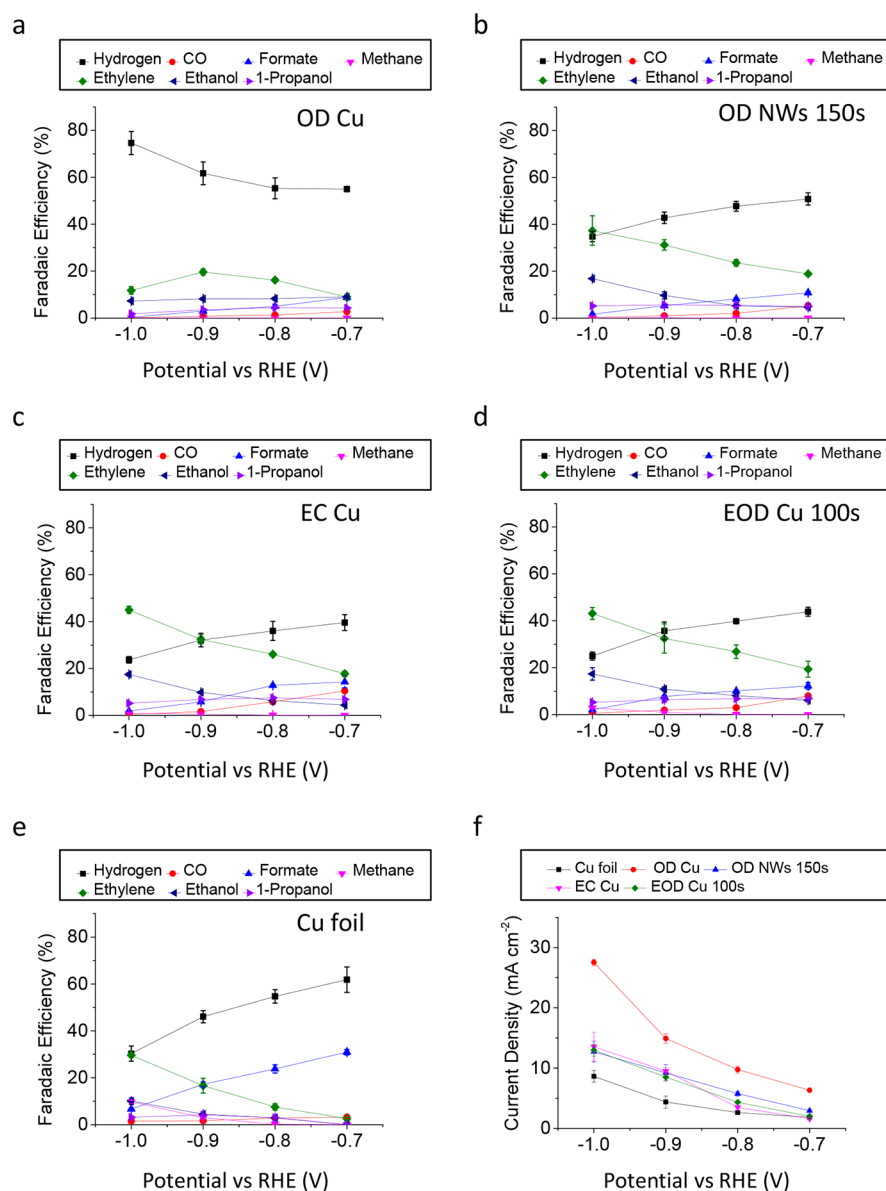 a
Hydrogen CO Formate Methane
Ethylene Ethanol 1-Propanol
OD Cu
Faradaic Efficiency (%)
80
60
40
20
0
-1.0 -0.9 -0.8 -0.7
Potential vs RHE (V)
b
Hydrogen CO Formate Methane
Ethylene Ethanol 1-Propanol
OD NWs 150s
Faradaic Efficiency (%)
80
60
40
20
0
-1.0 -0.9 -0.8 -0.7
Potential vs RHE (V)
c
Hydrogen CO Formate Methane
Ethylene Ethanol 1-Propanol
EC Cu
Faradaic Efficiency (%)
80
60
40
20
0
-1.0 -0.9 -0.8 -0.7
Potential vs RHE (V)
d
Hydrogen CO Formate Methane
Ethylene Ethanol 1-Propanol
EOD Cu 100s
Faradaic Efficiency (%)
80
60
40
20
0
-1.0 -0.9 -0.8 -0.7
Potential vs RHE (V)
e
Hydrogen CO Formate Methane
Ethylene Ethanol 1-Propanol
Cu foil
Faradaic Efficiency (%)
80
60
40
20
0
-1.0 -0.9 -0.8 -0.7
Potential vs RHE (V)
f
Cu foil OD Cu OD NWs 150s
EC Cu EOD Cu 100s
Current Density (mA cm⁻²)
30
20
10
0
-1.0 -0.9 -0.8 -0.7
Potential vs RHE (V)